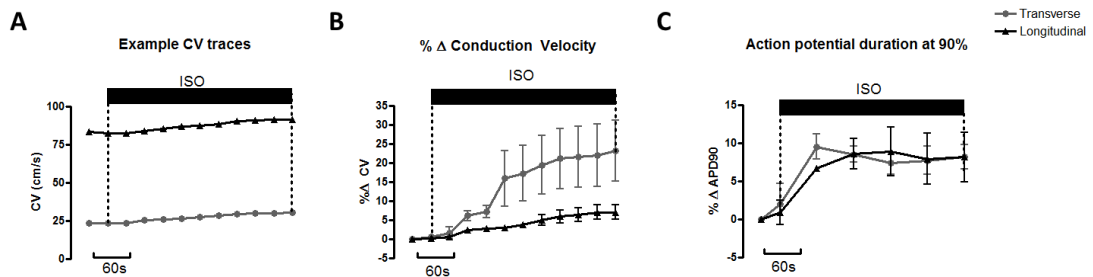 A
B
C
Transverse
Longitudinal
Example CV traces
ISO
CV (cm/s)
100
75
50
25
0
60s
% Δ Conduction Velocity
ISO
%Δ CV
35
30
25
20
15
10
5
0
-5
60s
Action potential duration at 90%
ISO
% Δ APD90
15
10
5
0
-5
60s